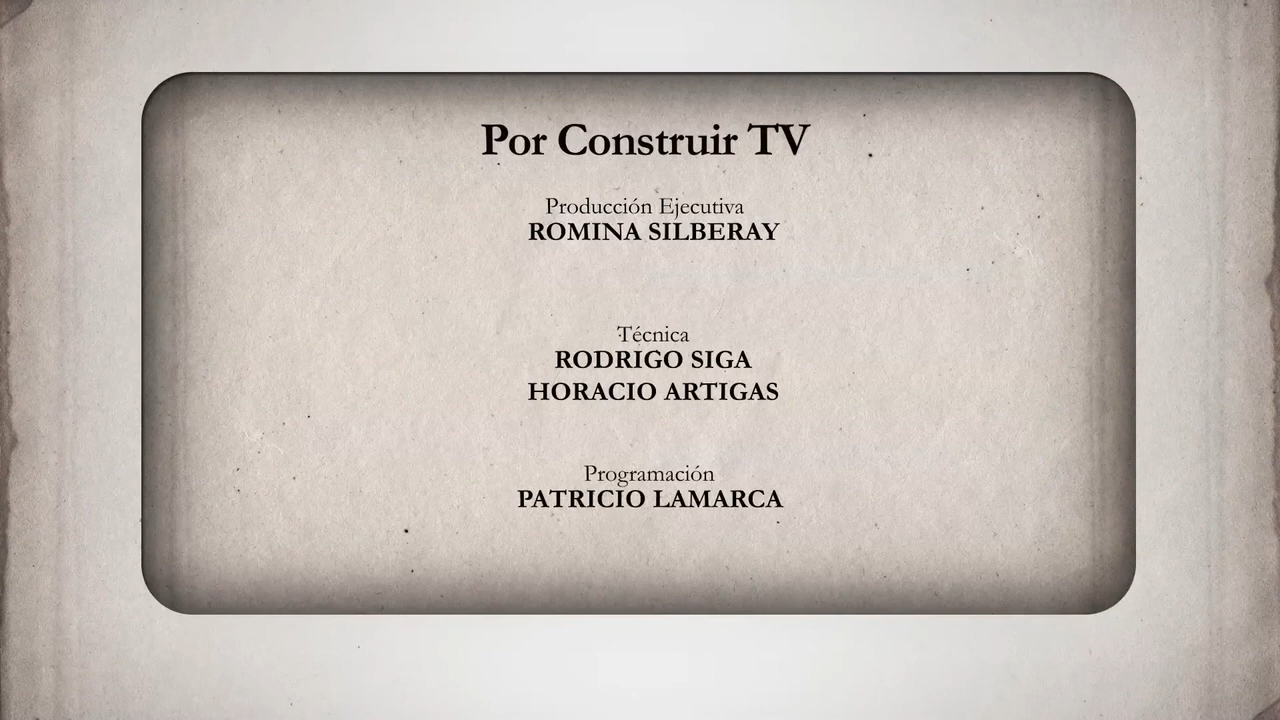 Por Construir TV
Producción Ejecutiva
ROMINA SILBERAY
Técnica
RODRIGO SIGA
HORACIO ARTIGAS
Programación
PATRICIO LAMARCA